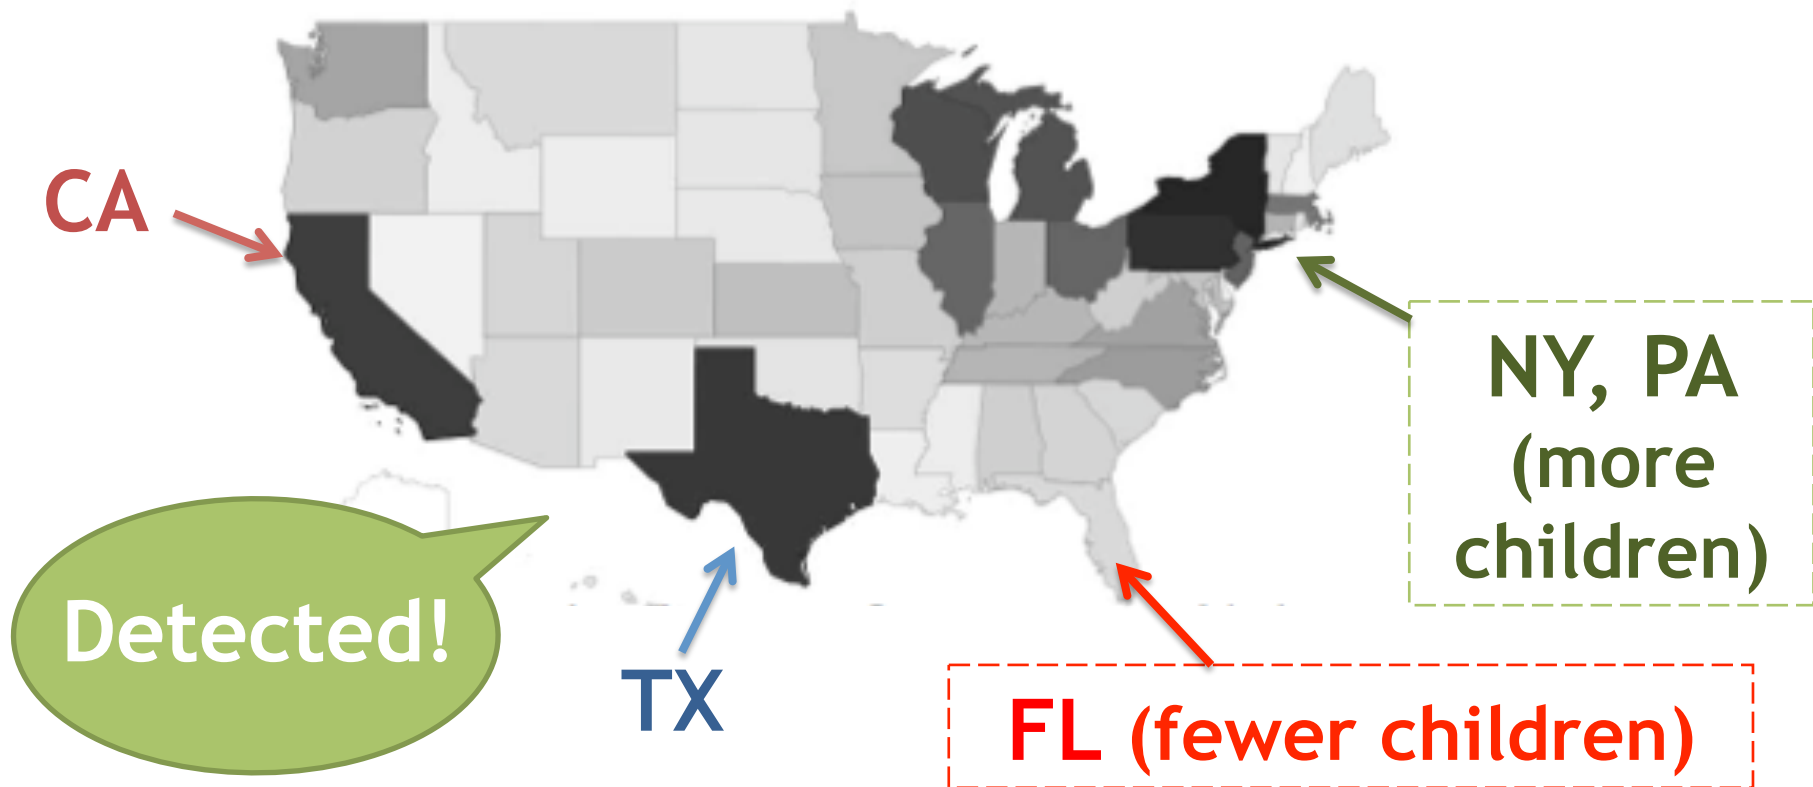 CA
NY, PA
(more
children)
Detected!
TX
FL (fewer children)